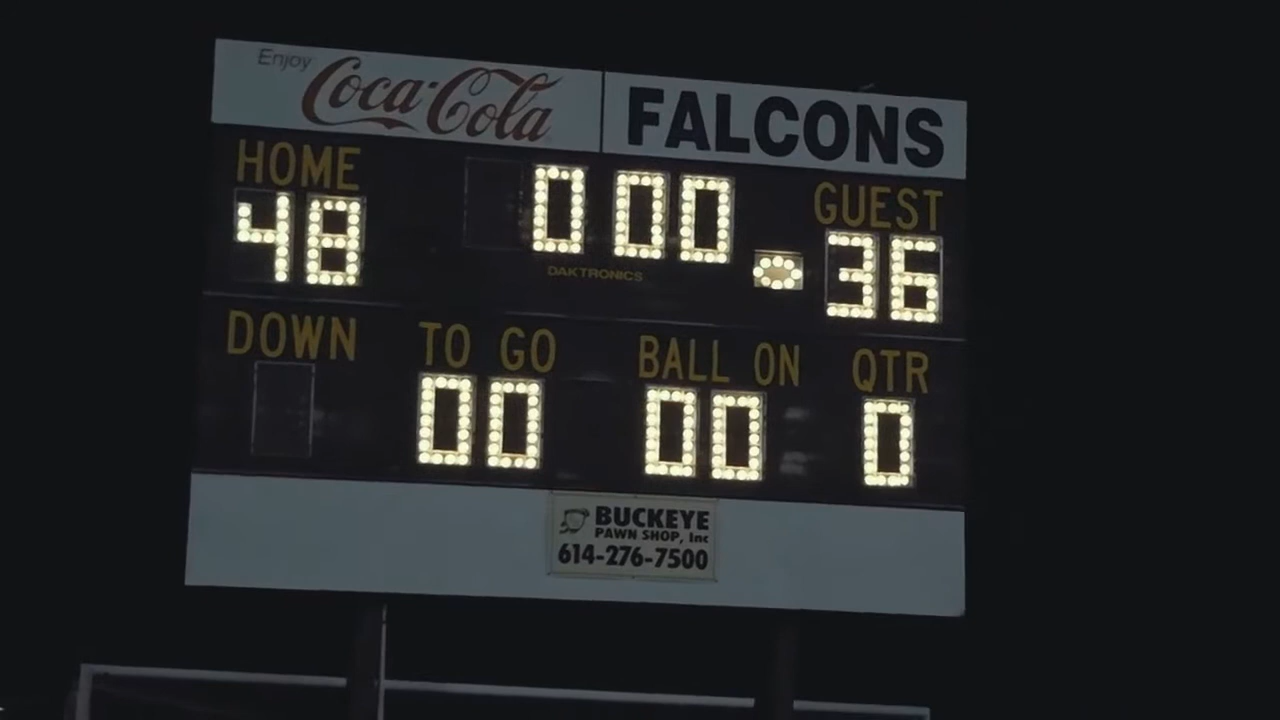 Enjoy
Coca-Cola
FALCONS
HOME
GUEST
48
0 00
36
DAKTRONICS
DOWN
TO GO
BALL ON
QTR
00
00
0
BUCKEYE
PAWN SHOP, Inc
614-276-7500